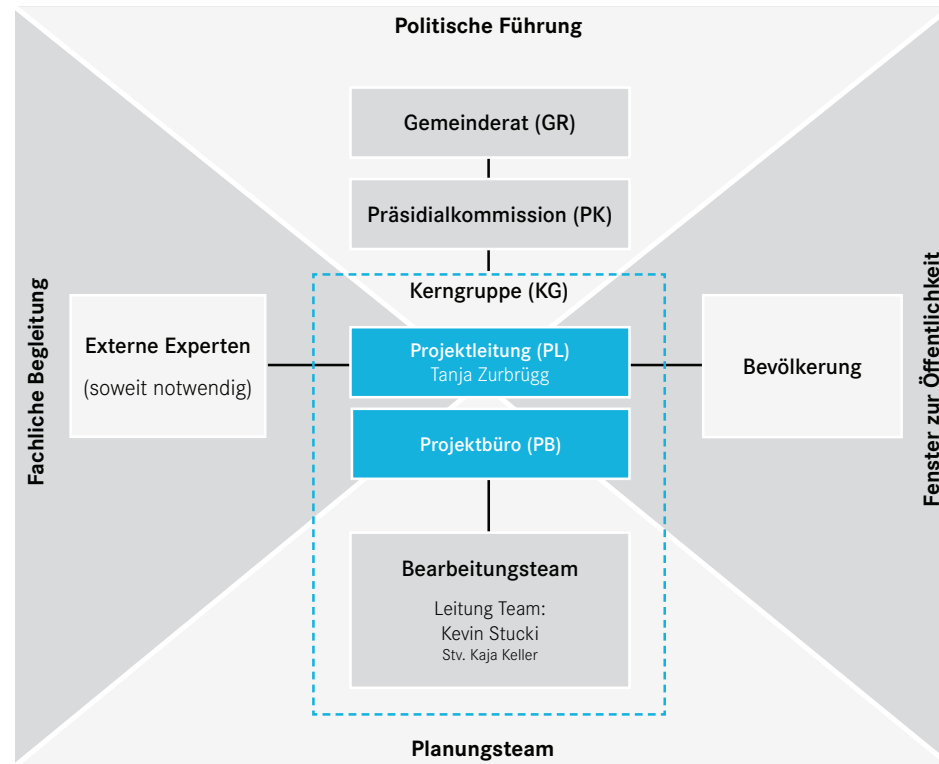 Politische Führung
Gemeinderat (GR)
Präsidialkommission (PK)
Kerngruppe (KG)
Fachliche Begleitung
Externe Experten
(soweit notwendig)
Projektleitung (PL)
Tanja Zurbrügg
Bevölkerung
Fenster zur Öffentlichkeit
Projektbüro (PB)
Bearbeitungsteam
Leitung Team:
Kevin Stucki
Stv. Kaja Keller
Planungsteam